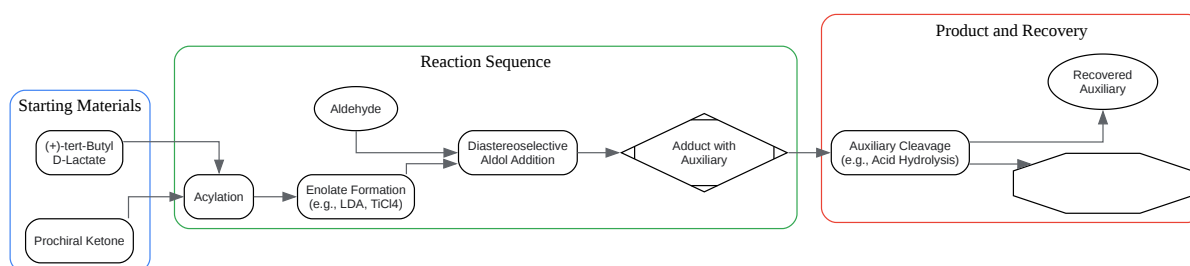 Starting Materials
(+)-tert-Butyl
D-Lactate
Prochiral Ketone
Reaction Sequence
Acylation
Aldehyde
Enolate Formation
(e.g., LDA, TiCl4)
Diastereoselective
Aldol Addition
Adduct with
Auxiliary
Product and Recovery
Auxiliary Cleavage
(e.g., Acid Hydrolysis)
Recovered
Auxiliary